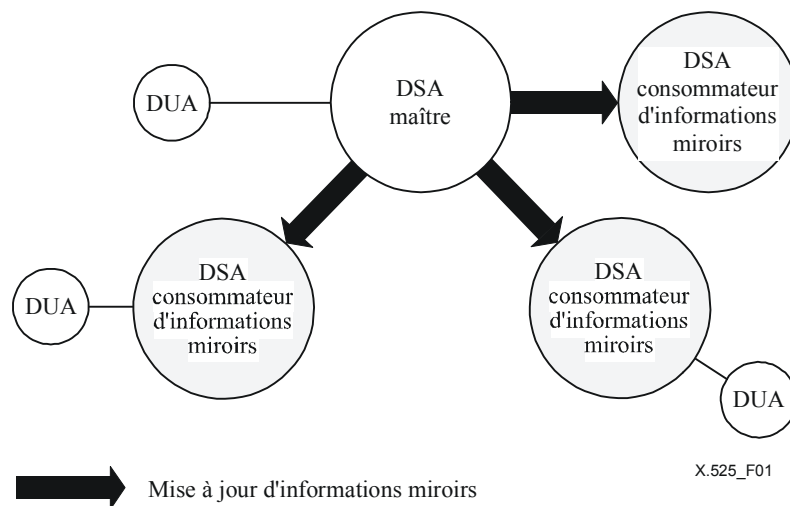 DUA
DSA
maître
DSA
consommateur
d'informations
miroirs
DUA
DSA
consommateur
d'informations
miroirs
DSA
consommateur
d'informations
miroirs
DUA
X.525_F01
Mise à jour d'informations miroirs